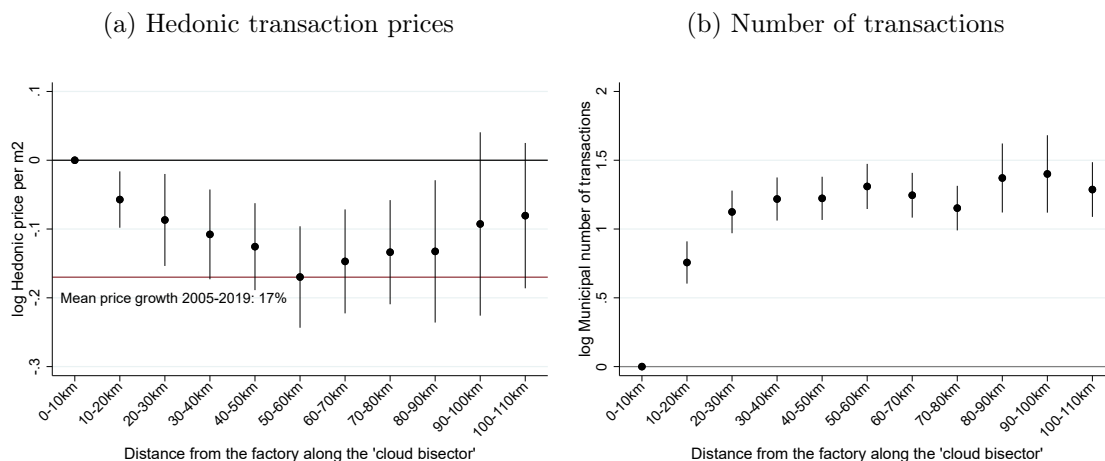 (a) Hedonic transaction prices
log Hedonic price per m2
.1
0
-.1
-.2
-.3
Mean price growth 2005-2019: 17%
0-10km
10-20km
20-30km
30-40km
40-50km
50-60km
60-70km
70-80km
80-90km
90-100km
100-110km
Distance from the factory along the 'cloud bisector'
(b) Number of transactions
log Municipal number of transactions
2
1.5
1
.5
0
0-10km
10-20km
20-30km
30-40km
40-50km
50-60km
60-70km
70-80km
80-90km
90-100km
100-110km
Distance from the factory along the 'cloud bisector'